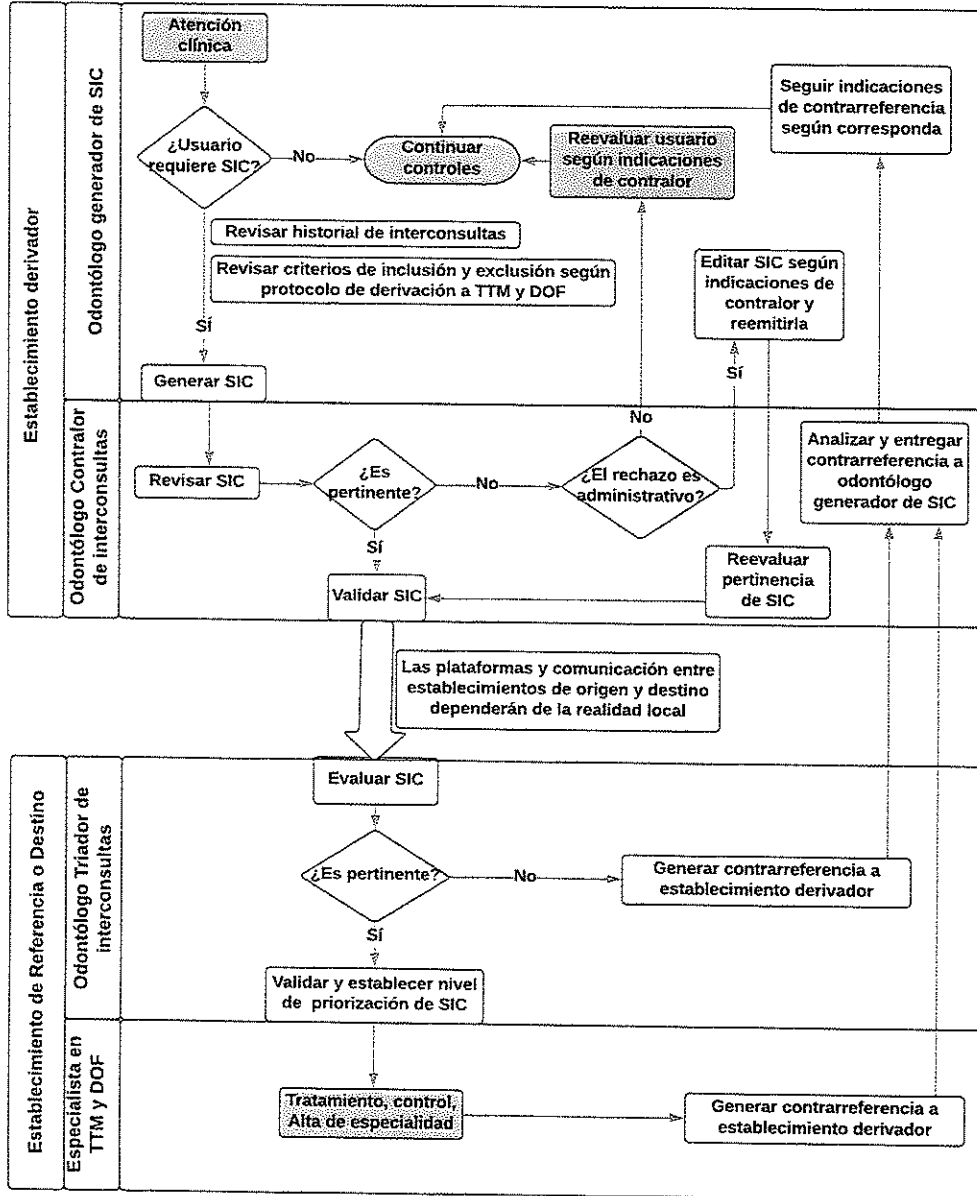 Establecimiento derivador
Odontólogo generador de SIC
Atención
clínica
¿Usuario
requiere SIC?
No
Continuar
controles
Reevaluar usuario
según indicaciones
de contralor
Seguir indicaciones
de contrarreferencia
según corresponda
Revisar historial de interconsultas
Revisar criterios de inclusión y exclusión según
protocolo de derivación a TTM y DOF
Editar SIC según
indicaciones de
contralor y
reemitirla
Sí
Sí
Generar SIC
Odontólogo Contralor
de interconsultas
Revisar SIC
¿Es
pertinente?
No
No
¿El rechazo es
administrativo?
Analizar y entregar
contrarreferencia a
odontólogo
generador de SIC
Sí
Validar SIC
Reevaluar
pertinencia
de SIC
Las plataformas y comunicación entre
establecimientos de origen y destino
dependerán de la realidad local
Establecimiento de Referencia o Destino
Odontólogo Triador de
interconsultas
Evaluar SIC
¿Es pertinente?
No
Generar contrarreferencia a
establecimiento derivador
Sí
Validar y establecer nivel
de priorización de SIC
Especialista en
TTM y DOF
Tratamiento, control,
Alta de especialidad
Generar contrarreferencia a
establecimiento derivador